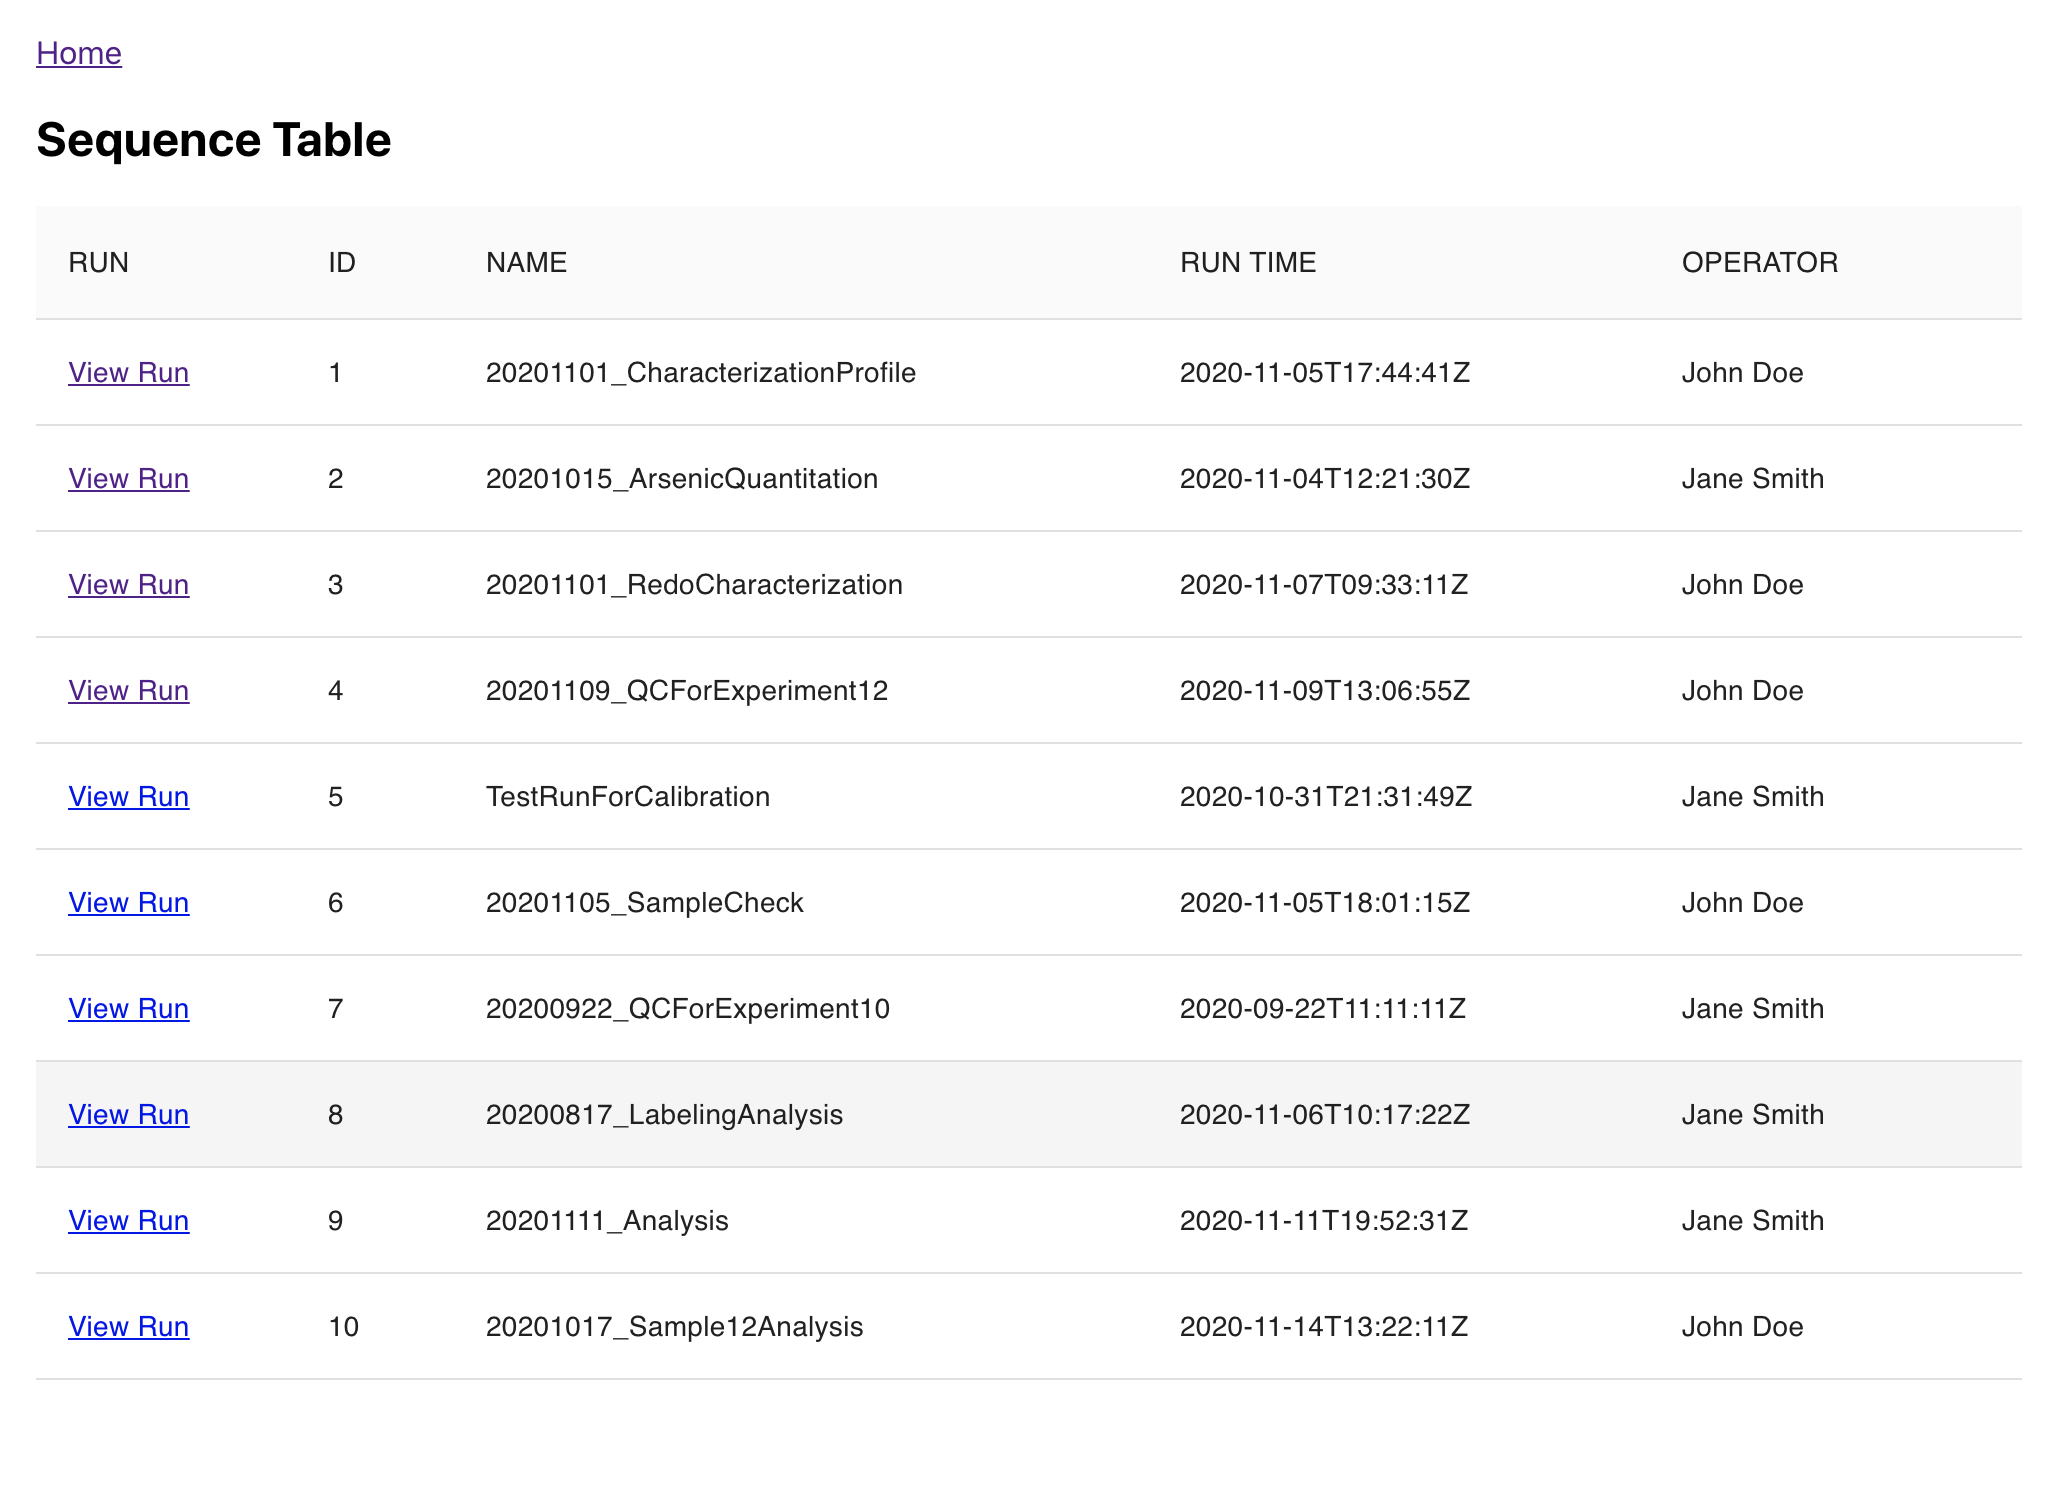 Home
Sequence Table
RUN ID NAME RUN TIME OPERATOR
View Run 1 20201101_CharacterizationProfile 2020-11-05T17:44:41Z John Doe
View Run 2 20201015_ArsenicQuantitation 2020-11-04T12:21:30Z Jane Smith
View Run 3 20201101_RedoCharacterization 2020-11-07T09:33:11Z John Doe
View Run 4 20201109_QCForExperiment12 2020-11-09T13:06:55Z John Doe
View Run 5 TestRunForCalibration 2020-10-31T21:31:49Z Jane Smith
View Run 6 20201105_SampleCheck 2020-11-05T18:01:15Z John Doe
View Run 7 20200922_QCForExperiment10 2020-09-22T11:11:11Z Jane Smith
View Run 8 20200817_LabelingAnalysis 2020-11-06T10:17:22Z Jane Smith
View Run 9 20201111_Analysis 2020-11-11T19:52:31Z Jane Smith
View Run 10 20201017_Sample12Analysis 2020-11-14T13:22:11Z John Doe